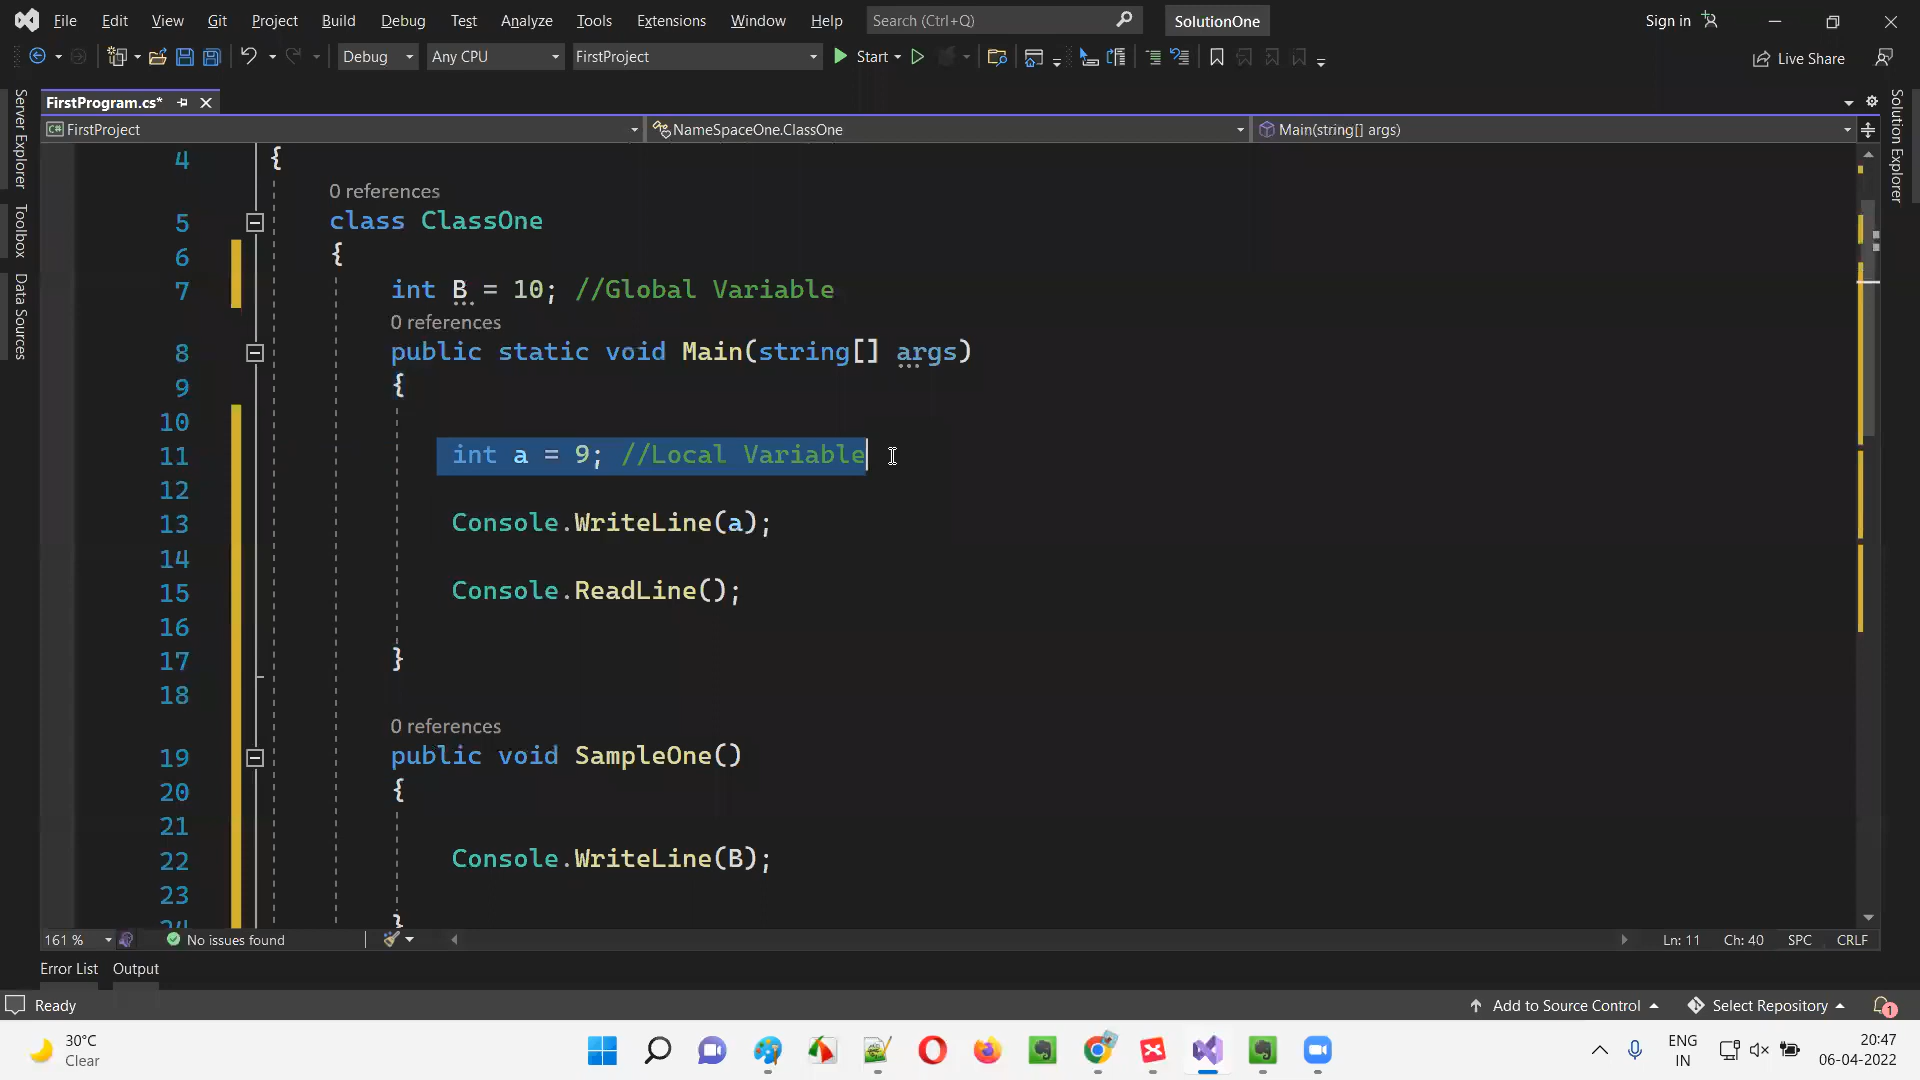 File Edit View Git Project Build Debug Test Analyze Tools Extensions Window Help Search (Ctrl+Q) SolutionOne Sign in
Debug Any CPU FirstProject Start Live Share
FirstProgram.cs*
FirstProject NameSpaceOne.ClassOne Main(string[] args)
Server Explorer
Toolbox
Data Sources
Solution Explorer
4 {
0 references
5 class ClassOne
6 {
7 int B = 10; //Global Variable
0 references
8 public static void Main(string[] args)
9 {
10
11 int a = 9; //Local Variable
12
13 Console.WriteLine(a);
14
15 Console.ReadLine();
16
17 }
18
0 references
19 public void SampleOne()
20 {
21
22 Console.WriteLine(B);
23
24 }
161 % No issues found Ln: 11 Ch: 40 SPC CRLF
Error List Output
Ready Add to Source Control Select Repository 1
30°C
Clear
ENG
IN
20:47
06-04-2022